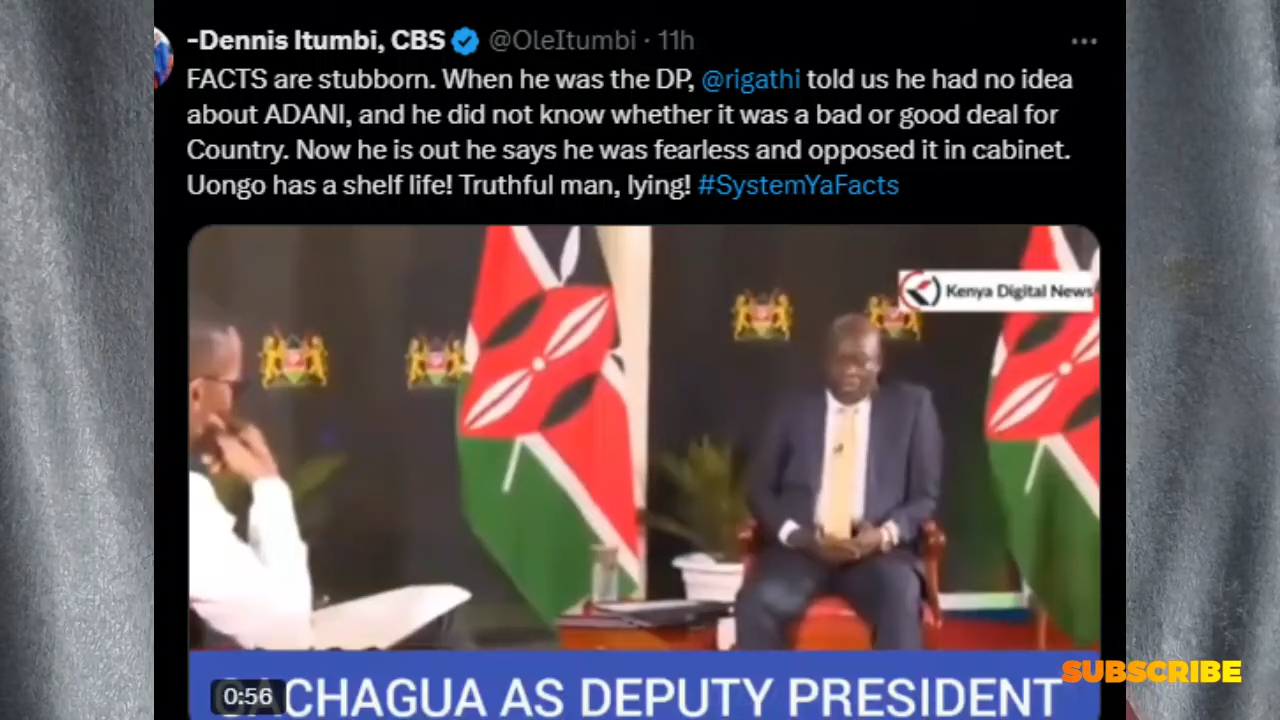 -Dennis Itumbi, CBS @OleItumbi · 11h
FACTS are stubborn. When he was the DP, @rigathi told us he had no idea
about ADANI, and he did not know whether it was a bad or good deal for
Country. Now he is out he says he was fearless and opposed it in cabinet.
Uongo has a shelf life! Truthful man, lying! #SystemYaFacts
Kenya Digital News
SUBSCRIBE
0:56
CHAGUA AS DEPUTY PRESIDENT